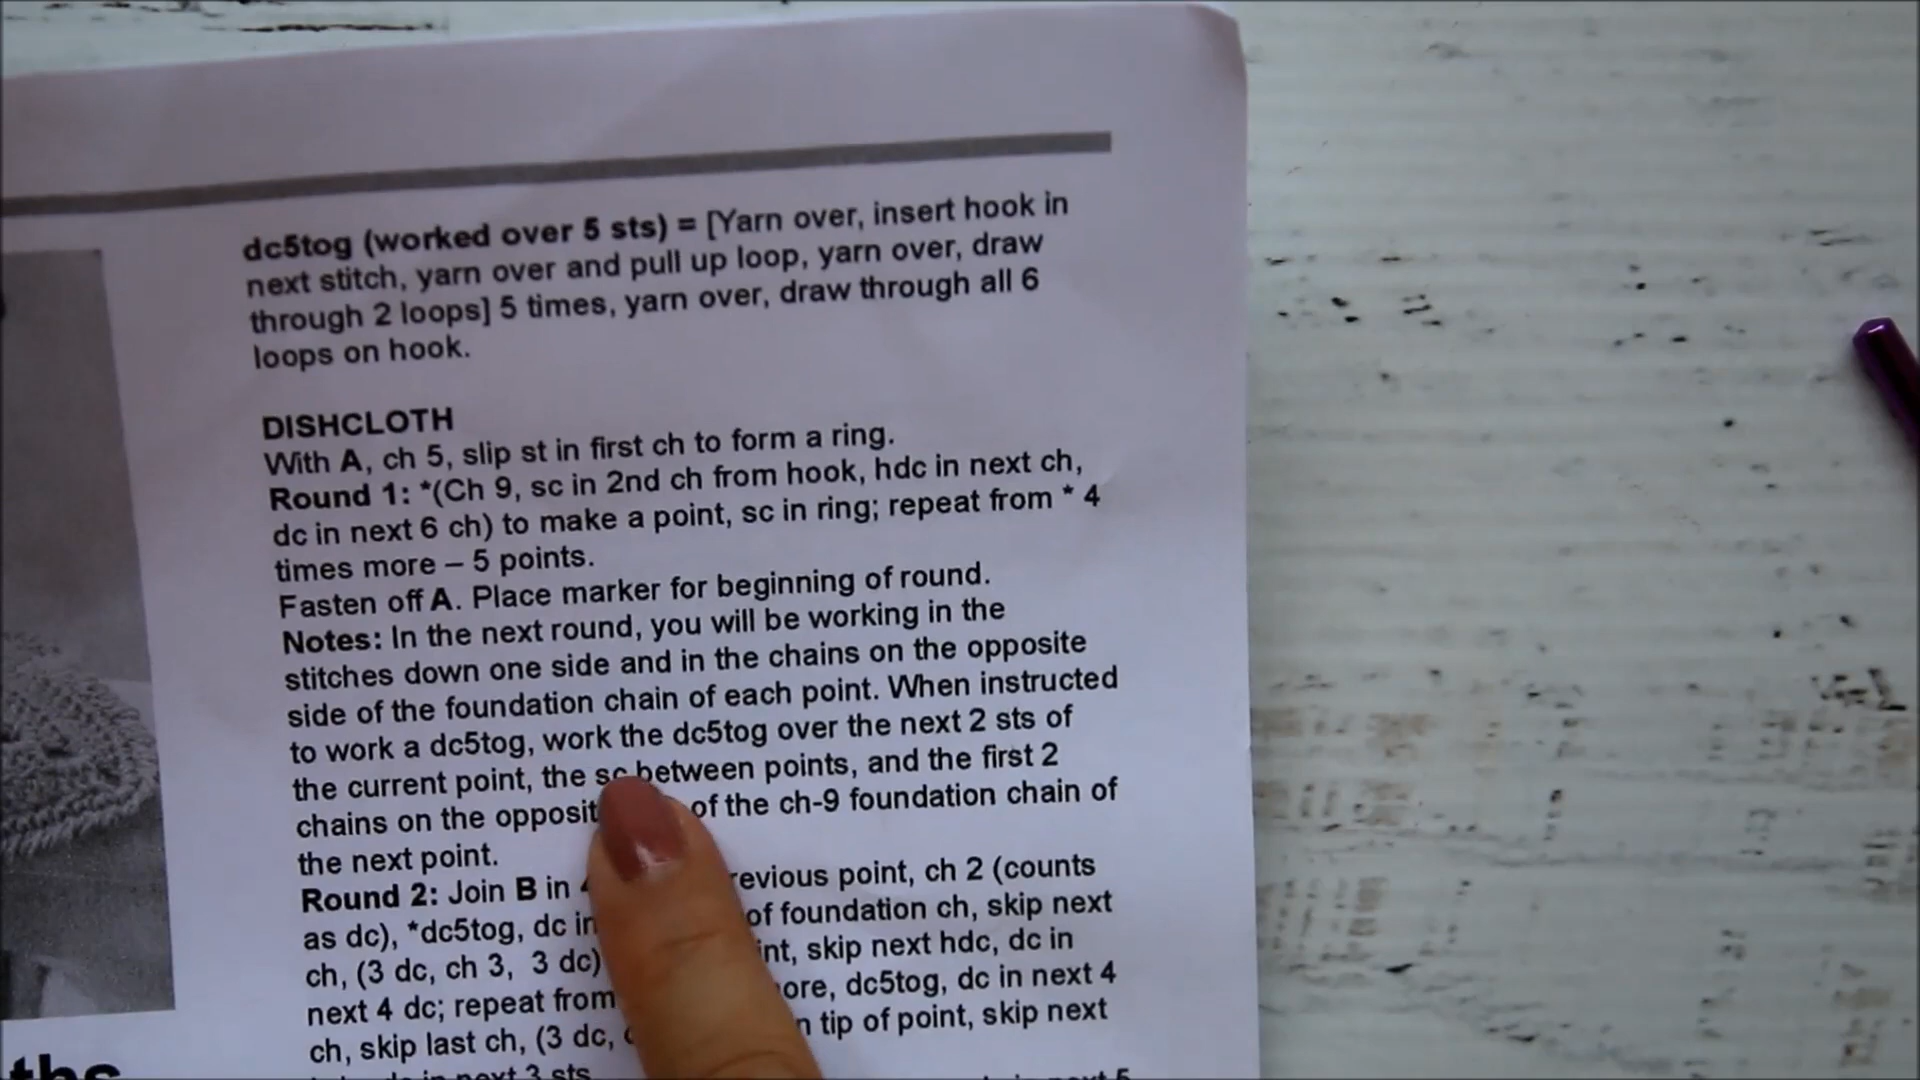 dc5tog (worked over 5 sts) = [Yarn over, insert hook in
next stitch, yarn over and pull up loop, yarn over, draw
through 2 loops] 5 times, yarn over, draw through all 6
loops on hook.
DISHCLOTH
With A, ch 5, slip st in first ch to form a ring.
Round 1: *(Ch 9, sc in 2nd ch from hook, hdc in next ch,
dc in next 6 ch) to make a point, sc in ring; repeat from * 4
times more – 5 points.
Fasten off A. Place marker for beginning of round.
Notes: In the next round, you will be working in the
stitches down one side and in the chains on the opposite
side of the foundation chain of each point. When instructed
to work a dc5tog, work the dc5tog over the next 2 sts of
the current point, the sc between points, and the first 2
chains on the of the ch-9 foundation chain of
the next point.
Round 2: Join B in point, ch 2 (counts
as dc), *dc5tog, dc in of foundation ch, skip next
ch, (3 dc, ch 3, 3 dc) skip next hdc, dc in
next 4 dc; repeat from dc5tog, dc in next 4
ch, skip last ch, (3 dc, tip of point, skip next
in next 3 sts